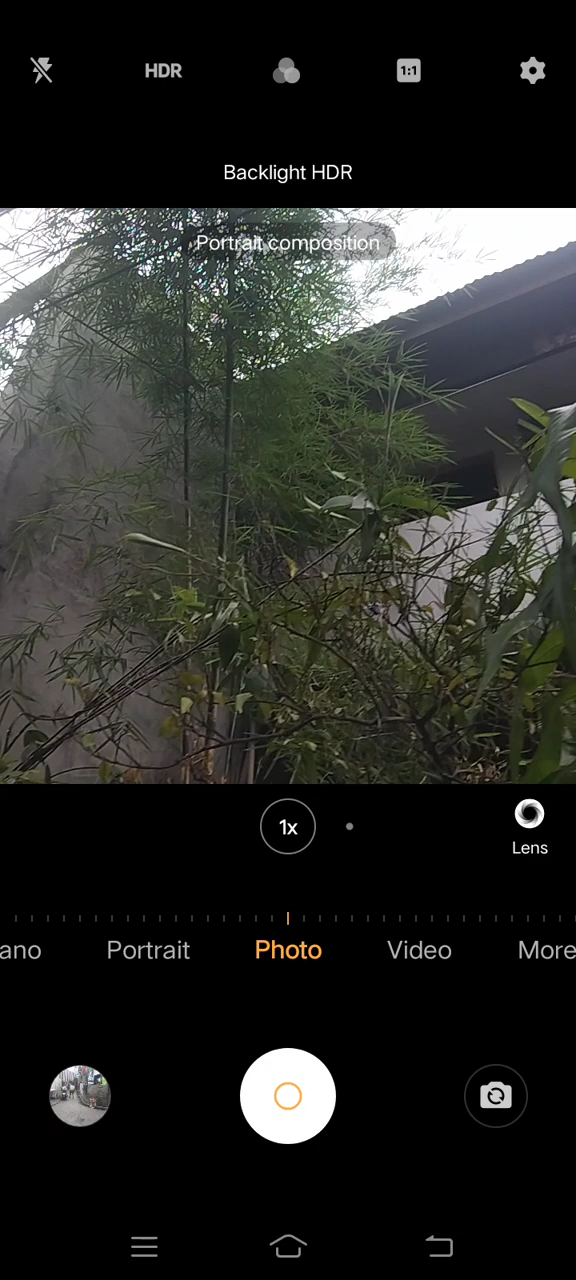 HDR
1:1
Backlight HDR
Portrait composition
1x
Lens
ano
Portrait
Photo
Video
More